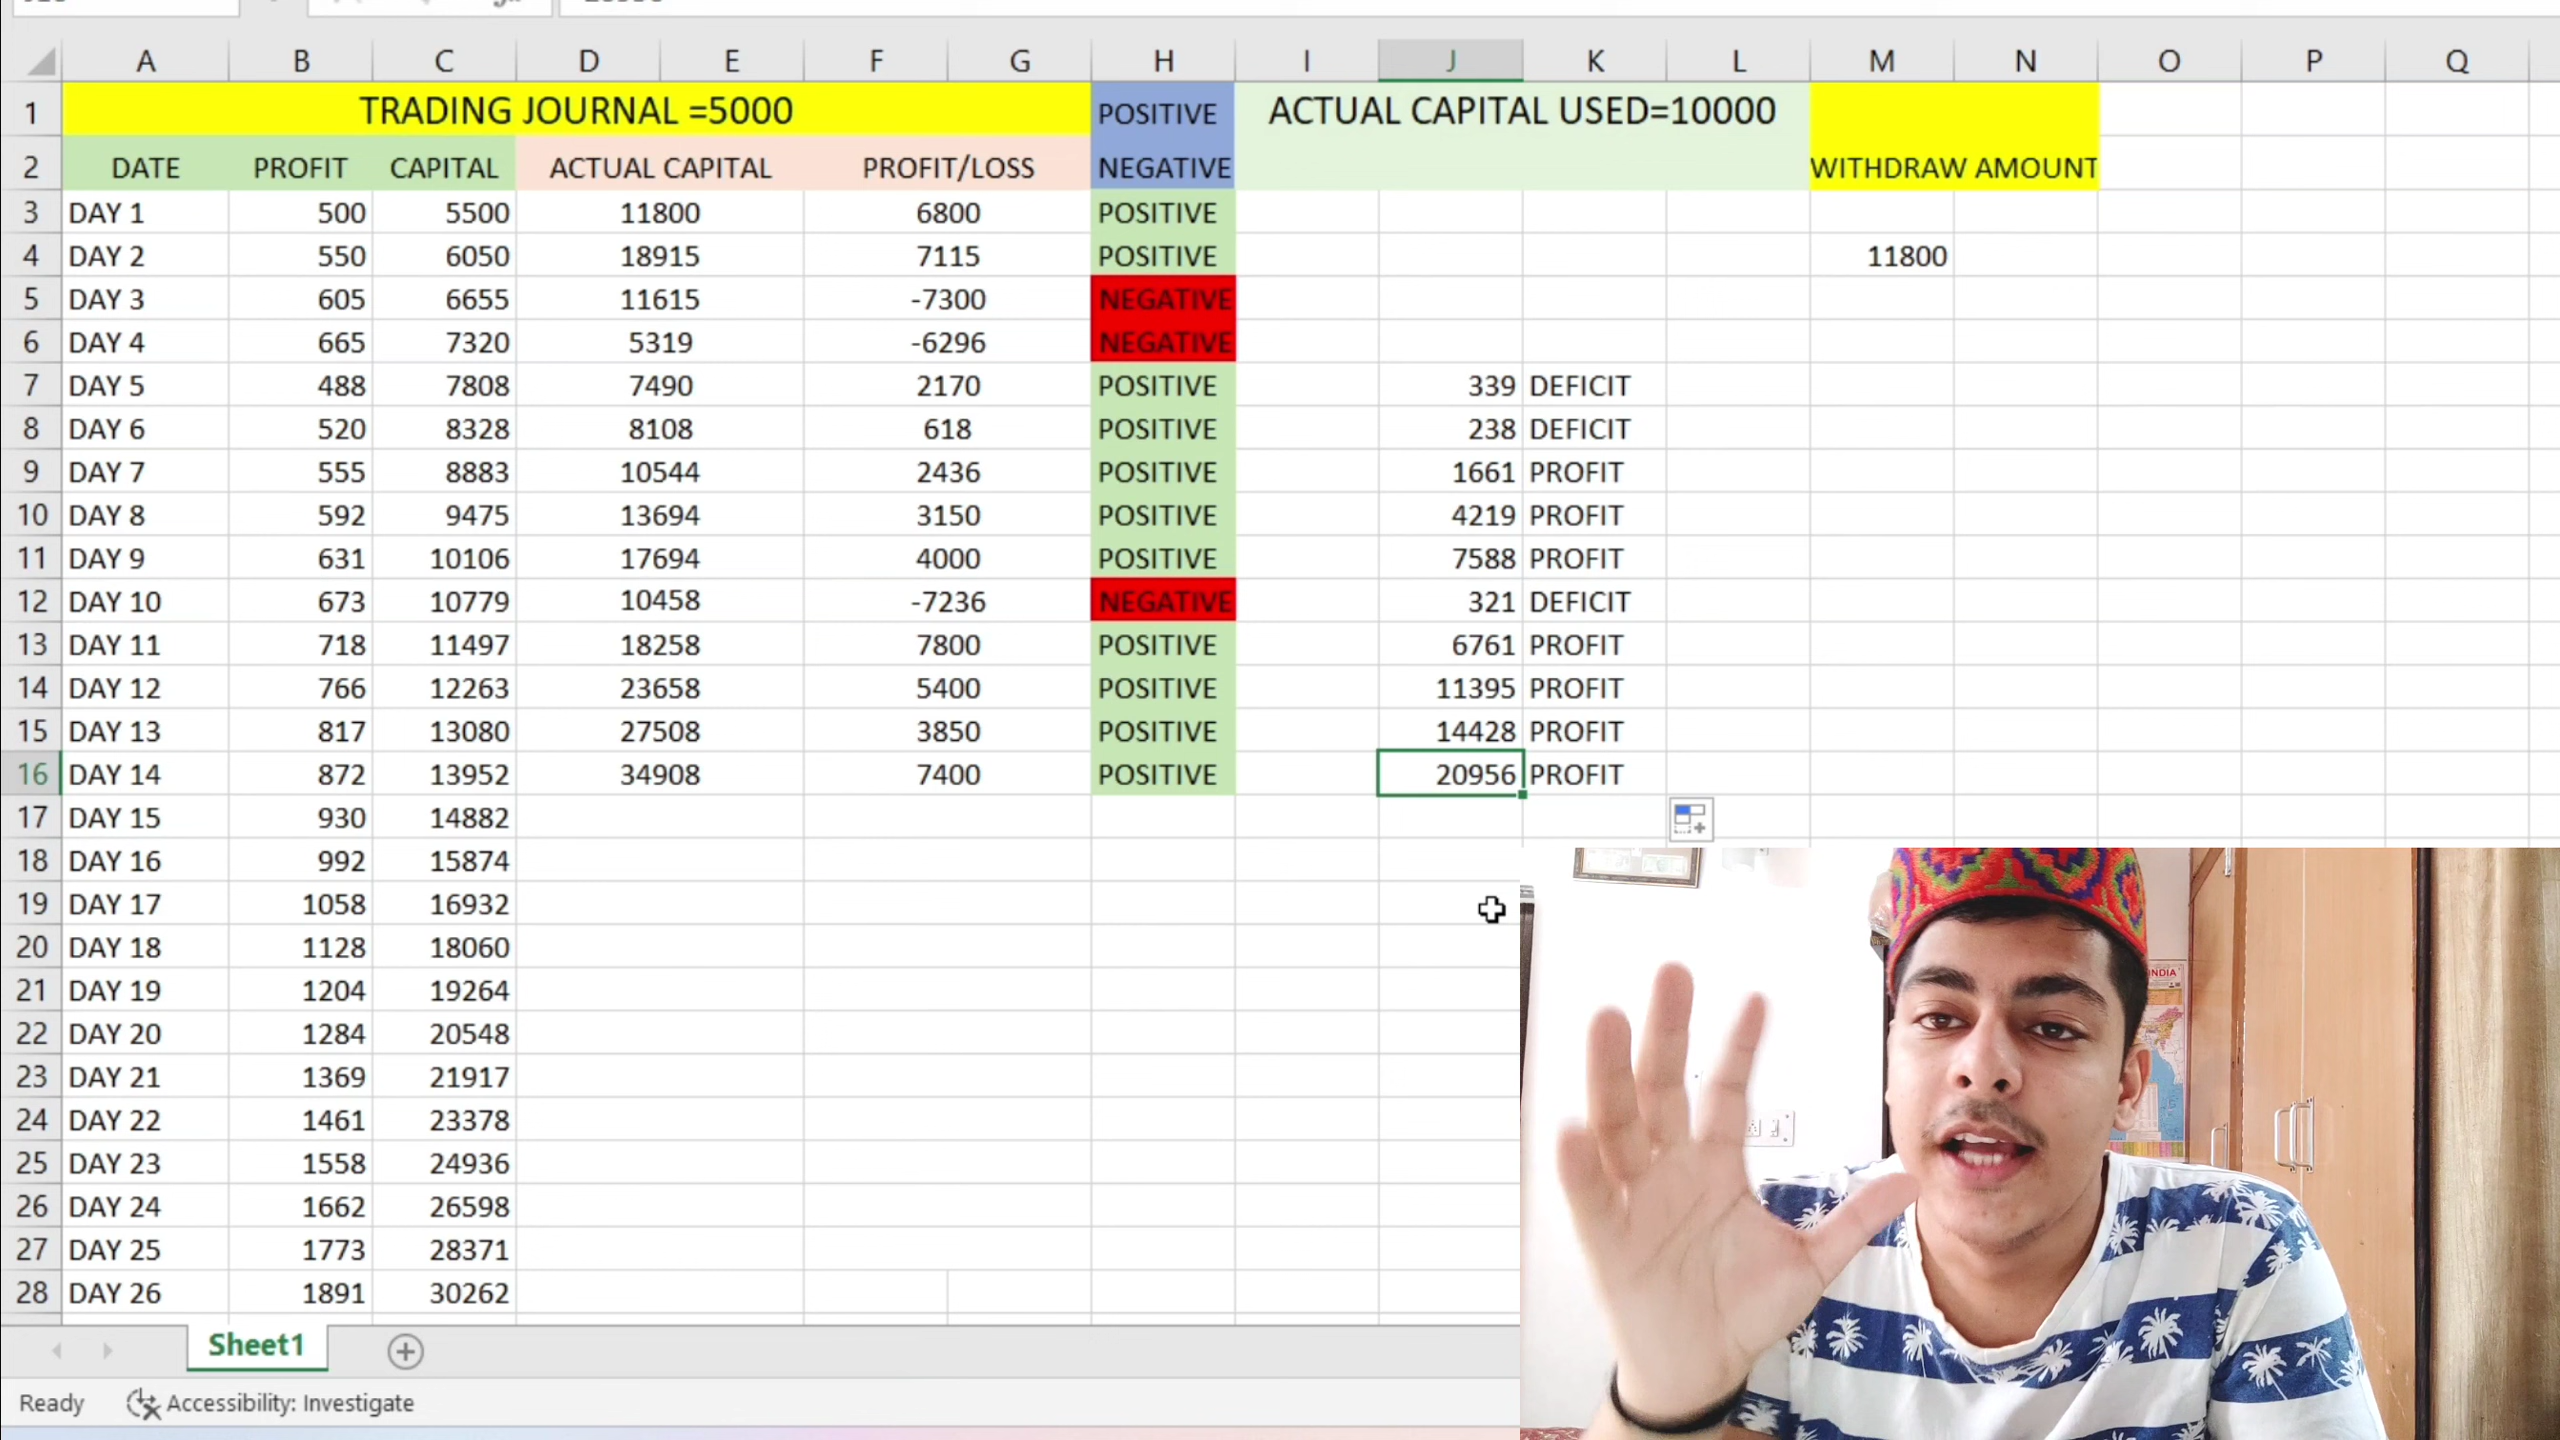 A B C D E F G H I J K L M N O P Q
1 TRADING JOURNAL =5000 POSITIVE ACTUAL CAPITAL USED=10000
2 DATE PROFIT CAPITAL ACTUAL CAPITAL PROFIT/LOSS NEGATIVE WITHDRAW AMOUNT
3 DAY 1 500 5500 11800 6800 POSITIVE
4 DAY 2 550 6050 18915 7115 POSITIVE 11800
5 DAY 3 605 6655 11615 -7300 NEGATIVE
6 DAY 4 665 7320 5319 -6296 NEGATIVE
7 DAY 5 488 7808 7490 2170 POSITIVE 339 DEFICIT
8 DAY 6 520 8328 8108 618 POSITIVE 238 DEFICIT
9 DAY 7 555 8883 10544 2436 POSITIVE 1661 PROFIT
10 DAY 8 592 9475 13694 3150 POSITIVE 4219 PROFIT
11 DAY 9 631 10106 17694 4000 POSITIVE 7588 PROFIT
12 DAY 10 673 10779 10458 -7236 NEGATIVE 321 DEFICIT
13 DAY 11 718 11497 18258 7800 POSITIVE 6761 PROFIT
14 DAY 12 766 12263 23658 5400 POSITIVE 11395 PROFIT
15 DAY 13 817 13080 27508 3850 POSITIVE 14428 PROFIT
16 DAY 14 872 13952 34908 7400 POSITIVE 20956 PROFIT
17 DAY 15 930 14882
18 DAY 16 992 15874
19 DAY 17 1058 16932
20 DAY 18 1128 18060
21 DAY 19 1204 19264
22 DAY 20 1284 20548
23 DAY 21 1369 21917
24 DAY 22 1461 23378
25 DAY 23 1558 24936
26 DAY 24 1662 26598
27 DAY 25 1773 28371
28 DAY 26 1891 30262
INDIA
Sheet1
Ready Accessibility: Investigate